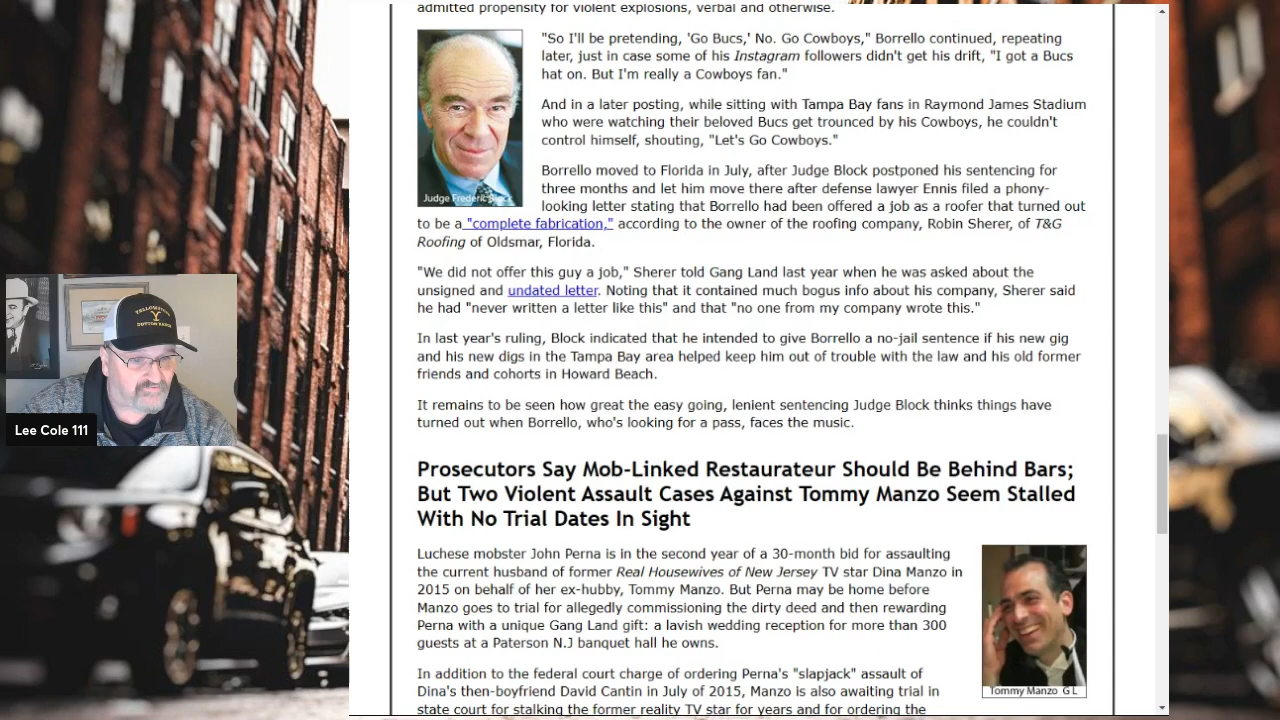 admitted propensity for violent explosions, verbal and otherwise.
"So I'll be pretending, 'Go Bucs,' No. Go Cowboys," Borrello continued, repeating
later, just in case some of his Instagram followers didn't get his drift, "I got a Bucs
hat on. But I'm really a Cowboys fan."
And in a later posting, while sitting with Tampa Bay fans in Raymond James Stadium
who were watching their beloved Bucs get trounced by his Cowboys, he couldn't
control himself, shouting, "Let's Go Cowboys."
Borrello moved to Florida in July, after Judge Block postponed his sentencing for
three months and let him move there after defense lawyer Ennis filed a phony-
looking letter stating that Borrello had been offered a job as a roofer that turned out
to be a "complete fabrication," according to the owner of the roofing company, Robin Sherer, of T&G
Roofing of Oldsmar, Florida.
Judge Frederic Block
"We did not offer this guy a job," Sherer told Gang Land last year when he was asked about the
unsigned and undated letter. Noting that it contained much bogus info about his company, Sherer said
he had "never written a letter like this" and that "no one from my company wrote this."
In last year's ruling, Block indicated that he intended to give Borrello a no-jail sentence if his new gig
and his new digs in the Tampa Bay area helped keep him out of trouble with the law and his old former
friends and cohorts in Howard Beach.
It remains to be seen how great the easy going, lenient sentencing Judge Block thinks things have
turned out when Borrello, who's looking for a pass, faces the music.
Prosecutors Say Mob-Linked Restaurateur Should Be Behind Bars;
But Two Violent Assault Cases Against Tommy Manzo Seem Stalled
With No Trial Dates In Sight
Luchese mobster John Perna is in the second year of a 30-month bid for assaulting
the current husband of former Real Housewives of New Jersey TV star Dina Manzo in
2015 on behalf of her ex-hubby, Tommy Manzo. But Perna may be home before
Manzo goes to trial for allegedly commissioning the dirty deed and then rewarding
Perna with a unique Gang Land gift: a lavish wedding reception for more than 300
guests at a Paterson N.J banquet hall he owns.
In addition to the federal court charge of ordering Perna's "slapjack" assault of
Dina's then-boyfriend David Cantin in July of 2015, Manzo is also awaiting trial in
state court for stalking the former reality TV star for years and for ordering the
Tommy Manzo G L
YELLOWSTONE
Y
DUTTON RANCH
Lee Cole 111